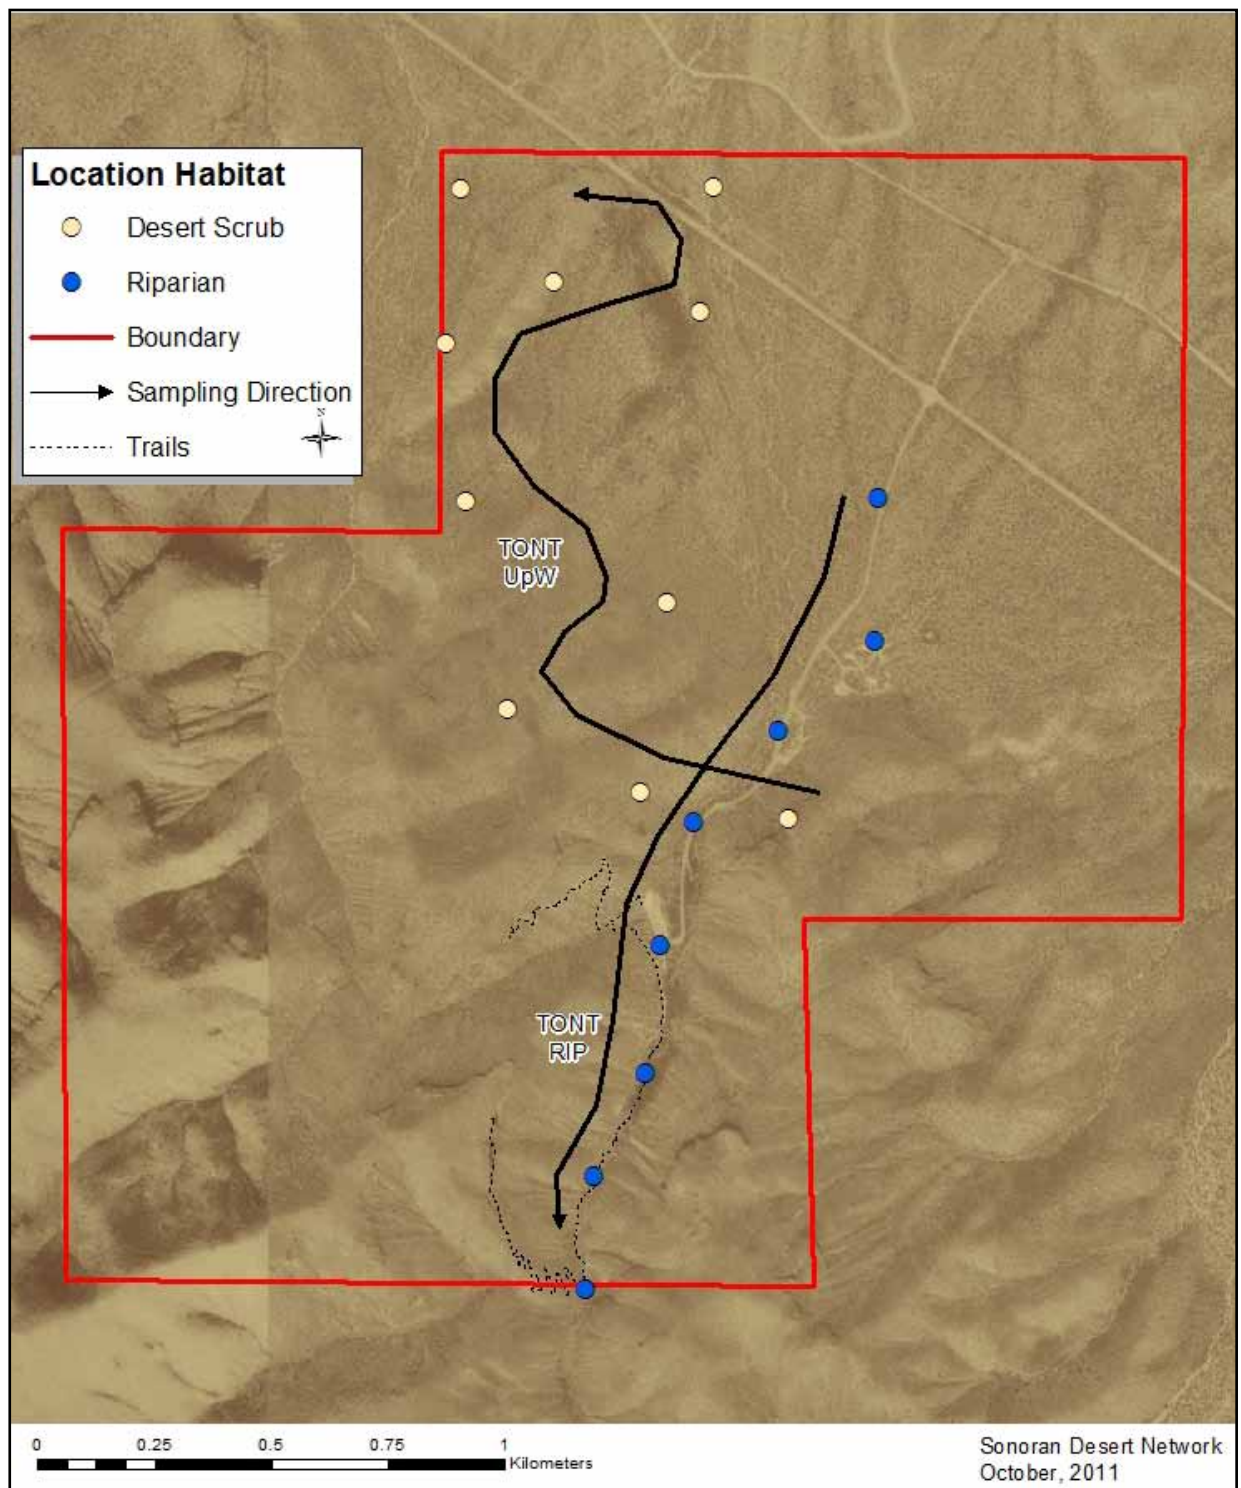 Location Habitat
Desert Scrub
Riparian
Boundary
Sampling Direction
N
Trails
TONT
UpW
TONT
RIP
0 0.25 0.5 0.75 1
Kilometers
Sonoran Desert Network
October, 2011